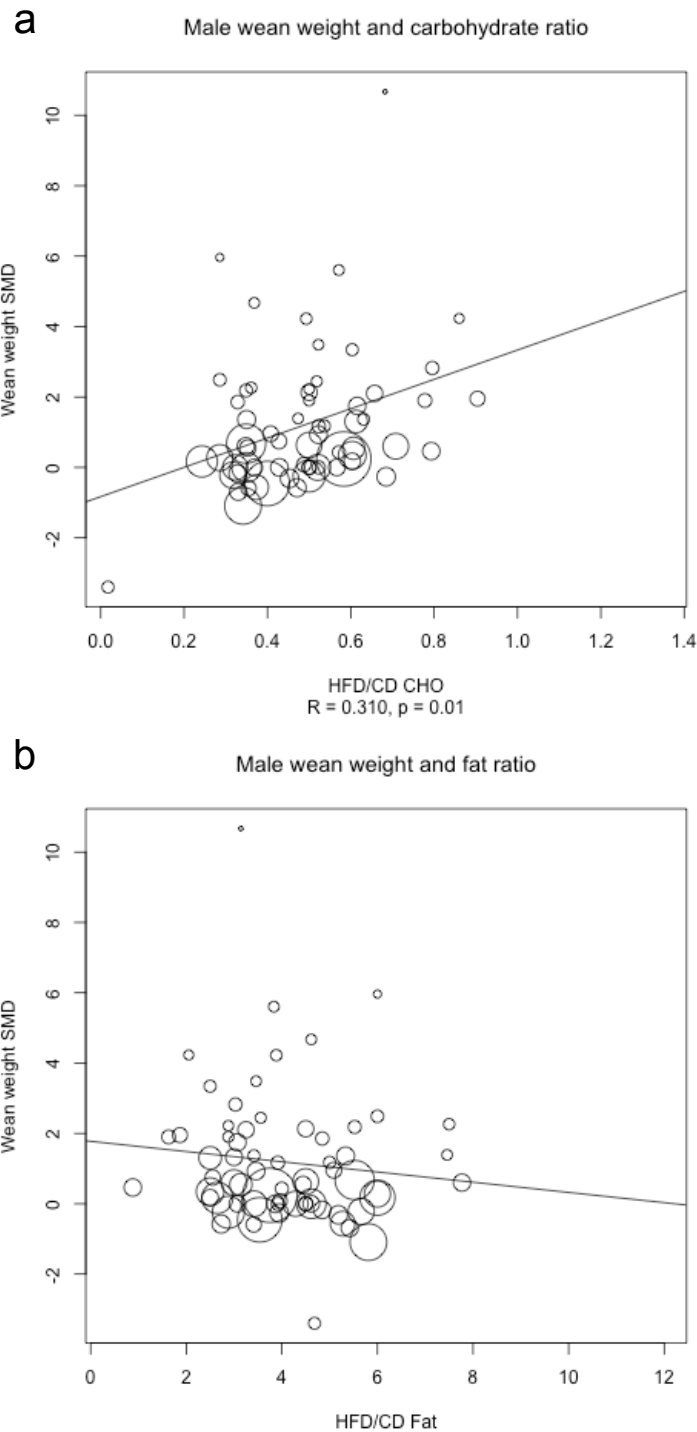 a
Male wean weight and carbohydrate ratio
10
8
6
4
2
0
-2
Wean weight SMD
0.0 0.2 0.4 0.6 0.8 1.0 1.2 1.4
HFD/CD CHO
R = 0.310, p = 0.01
b
Male wean weight and fat ratio
10
8
6
4
2
0
-2
Wean weight SMD
0 2 4 6 8 10 12
HFD/CD Fat